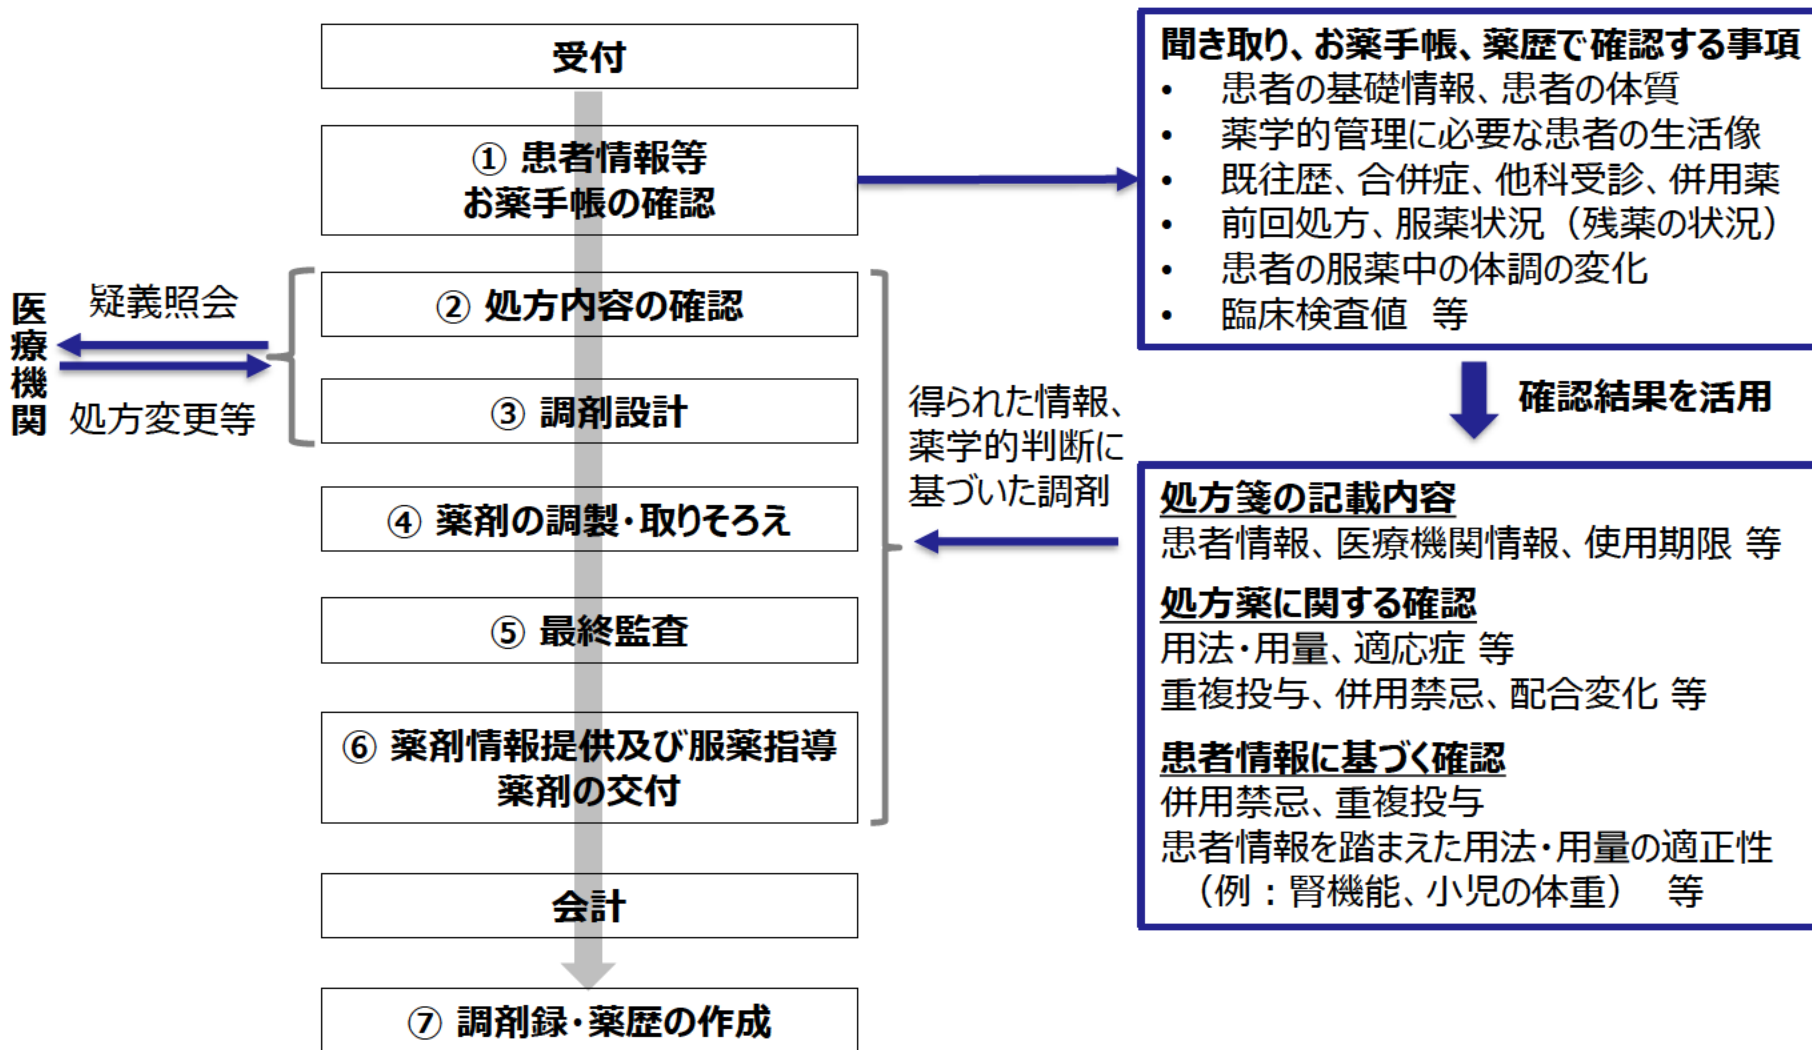 受付
① 患者情報等
お薬手帳の確認
② 処方内容の確認
③ 調剤設計
④ 薬剤の調製・取りそろえ
⑤ 最終監査
⑥ 薬剤情報提供及び服薬指導
薬剤の交付
会計
⑦ 調剤録・薬歴の作成
医療機関
疑義照会
処方変更等
聞き取り、お薬手帳、薬歴で確認する事項
• 患者の基礎情報、患者の体質
• 薬学的管理に必要な患者の生活像
• 既往歴、合併症、他科受診、併用薬
• 前回処方、服薬状況（残薬の状況）
• 患者の服薬中の体調の変化
• 臨床検査値 等
確認結果を活用
得られた情報、
薬学的判断に
基づいた調剤
処方箋の記載内容
患者情報、医療機関情報、使用期限 等
処方薬に関する確認
用法・用量、適応症 等
重複投与、併用禁忌、配合変化 等
患者情報に基づく確認
併用禁忌、重複投与
患者情報を踏まえた用法・用量の適正性
（例：腎機能、小児の体重） 等